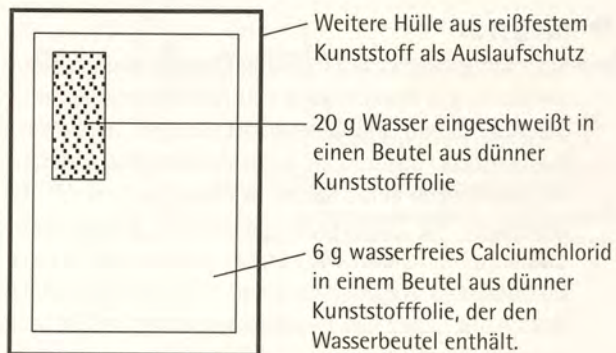 Weitere Hülle aus reißfestem
Kunststoff als Auslaufschutz
20 g Wasser eingeschweißt in
einen Beutel aus dünner
Kunststofffolie
6 g wasserfreies Calciumchlorid
in einem Beutel aus dünner
Kunststofffolie, der den
Wasserbeutel enthält.